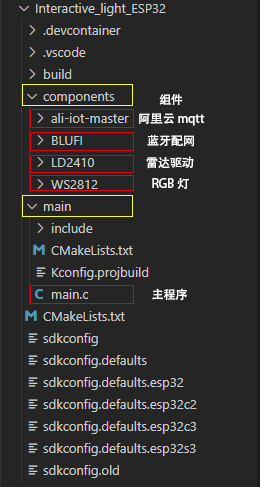 Interactive_light_ESP32
.devcontainer
.vscode
build
components 组件
ali-iot-master 阿里云 mqtt
BLUFI 蓝牙配网
LD2410 雷达驱动
WS2812 RGB 灯
main
include
CMakeLists.txt
Kconfig.projbuild
main.c 主程序
CMakeLists.txt
sdkconfig
sdkconfig.defaults
sdkconfig.defaults.esp32
sdkconfig.defaults.esp32c2
sdkconfig.defaults.esp32c3
sdkconfig.defaults.esp32s3
sdkconfig.old